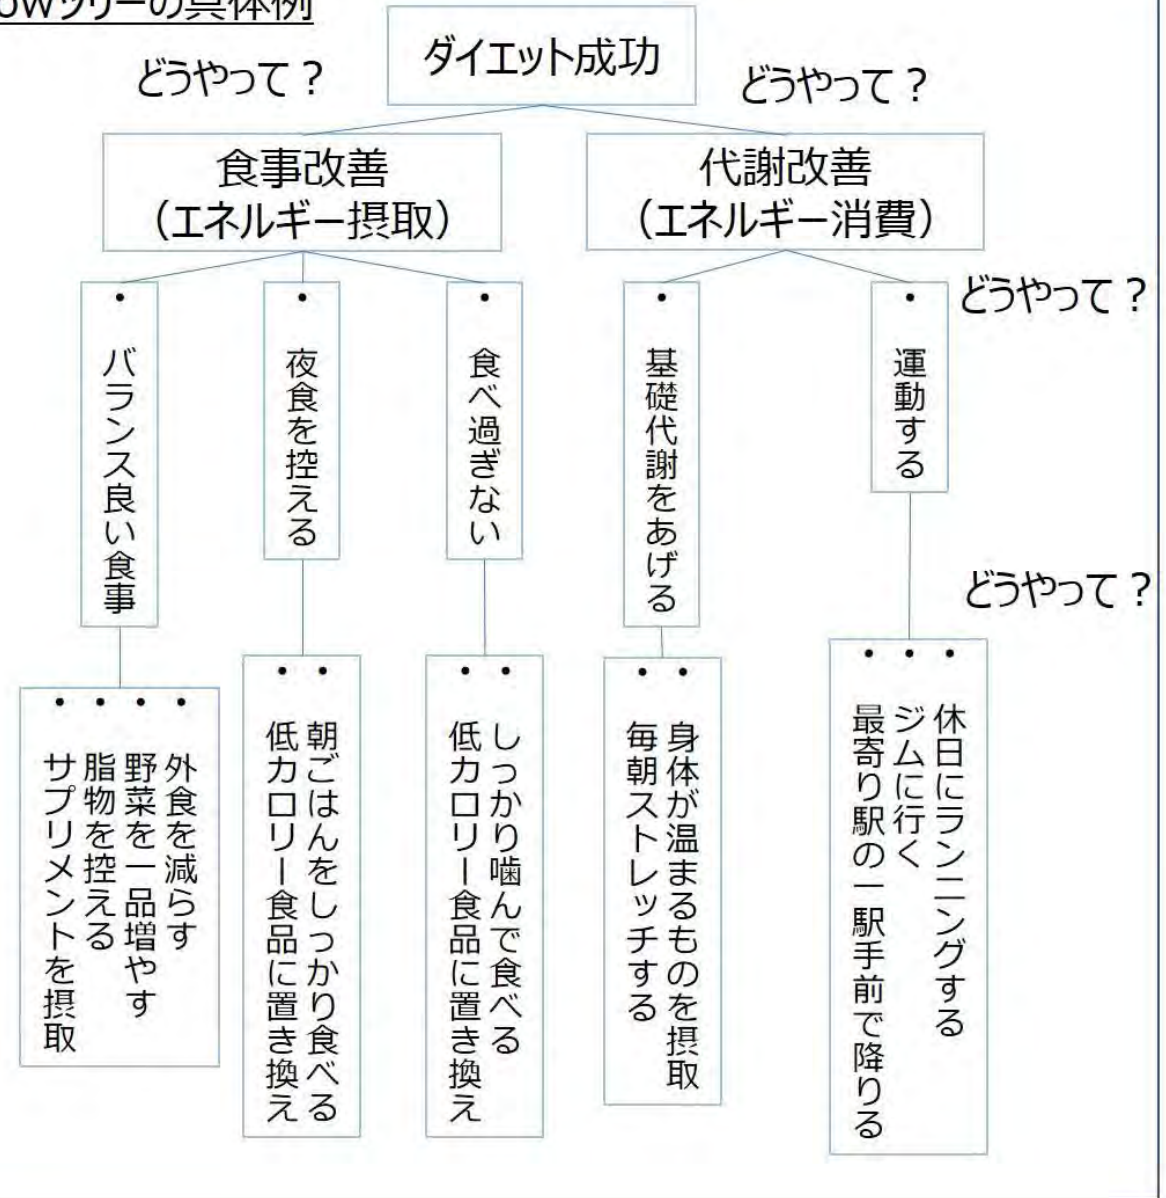 oWツリーの具体例
ダイエット成功
どうやって？
どうやって？
食事改善
（エネルギー摂取）
代謝改善
（エネルギー消費）
どうやって？
・バランス良い食事
・夜食を控える
・食べ過ぎない
・基礎代謝をあげる
・運動する
どうやって？
・外食を減らす
・野菜を一品増やす
・脂物を控える
・サプリメントを摂取
・朝ごはんをしっかり食べる
・低カロリー食品に置き換え
・しっかり噛んで食べる
・低カロリー食品に置き換え
・身体が温まるものを摂取
・毎朝ストレッチする
・休日にランニングする
・ジムに行く
・最寄り駅の一駅手前で降りる